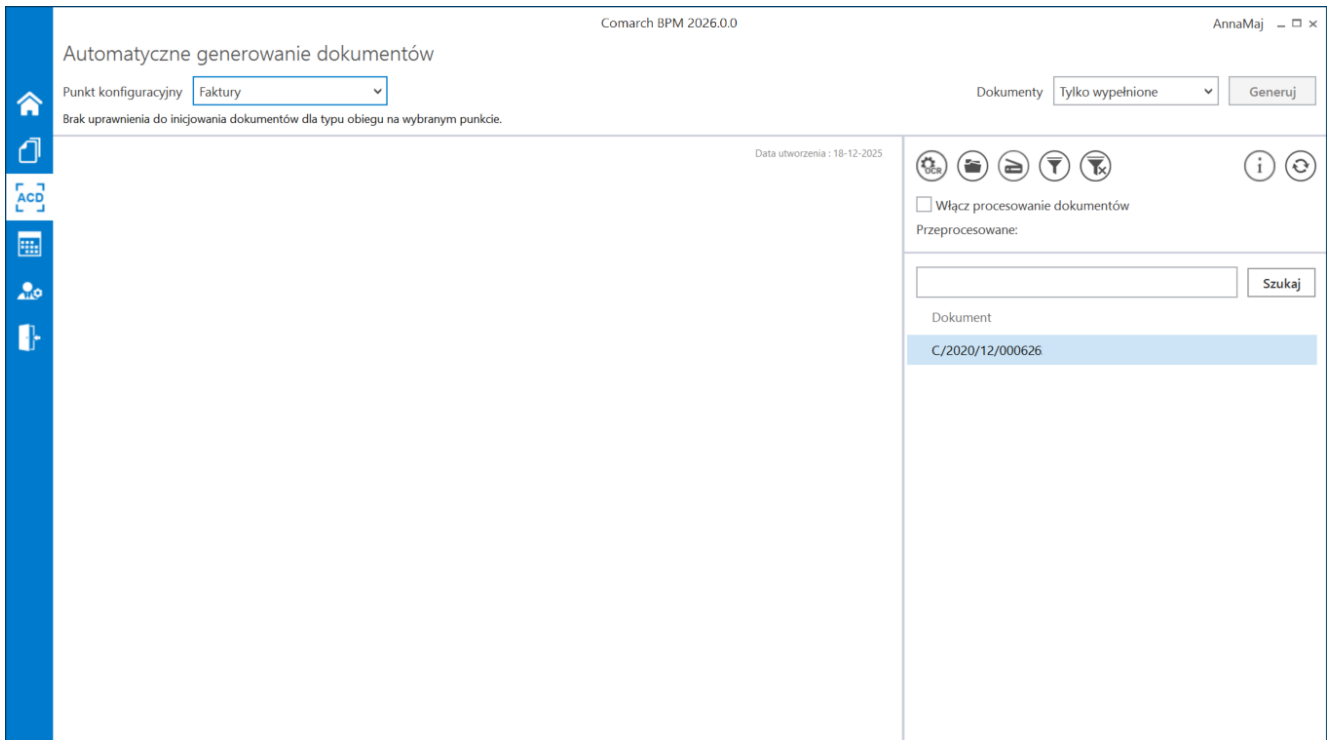 Comarch BPM 2026.0.0
AnnaMaj
Automatyczne generowanie dokumentów
Punkt konfiguracyjny Faktury
Dokumenty Tylko wypełnione Generuj
Brak uprawnienia do inicjowania dokumentów dla typu obiegu na wybranym punkcie.
ACD
Data utworzenia : 18-12-2025
OCR
i
Włącz procesowanie dokumentów
Przeprocesowane:
Szukaj
Dokument
C/2020/12/000626